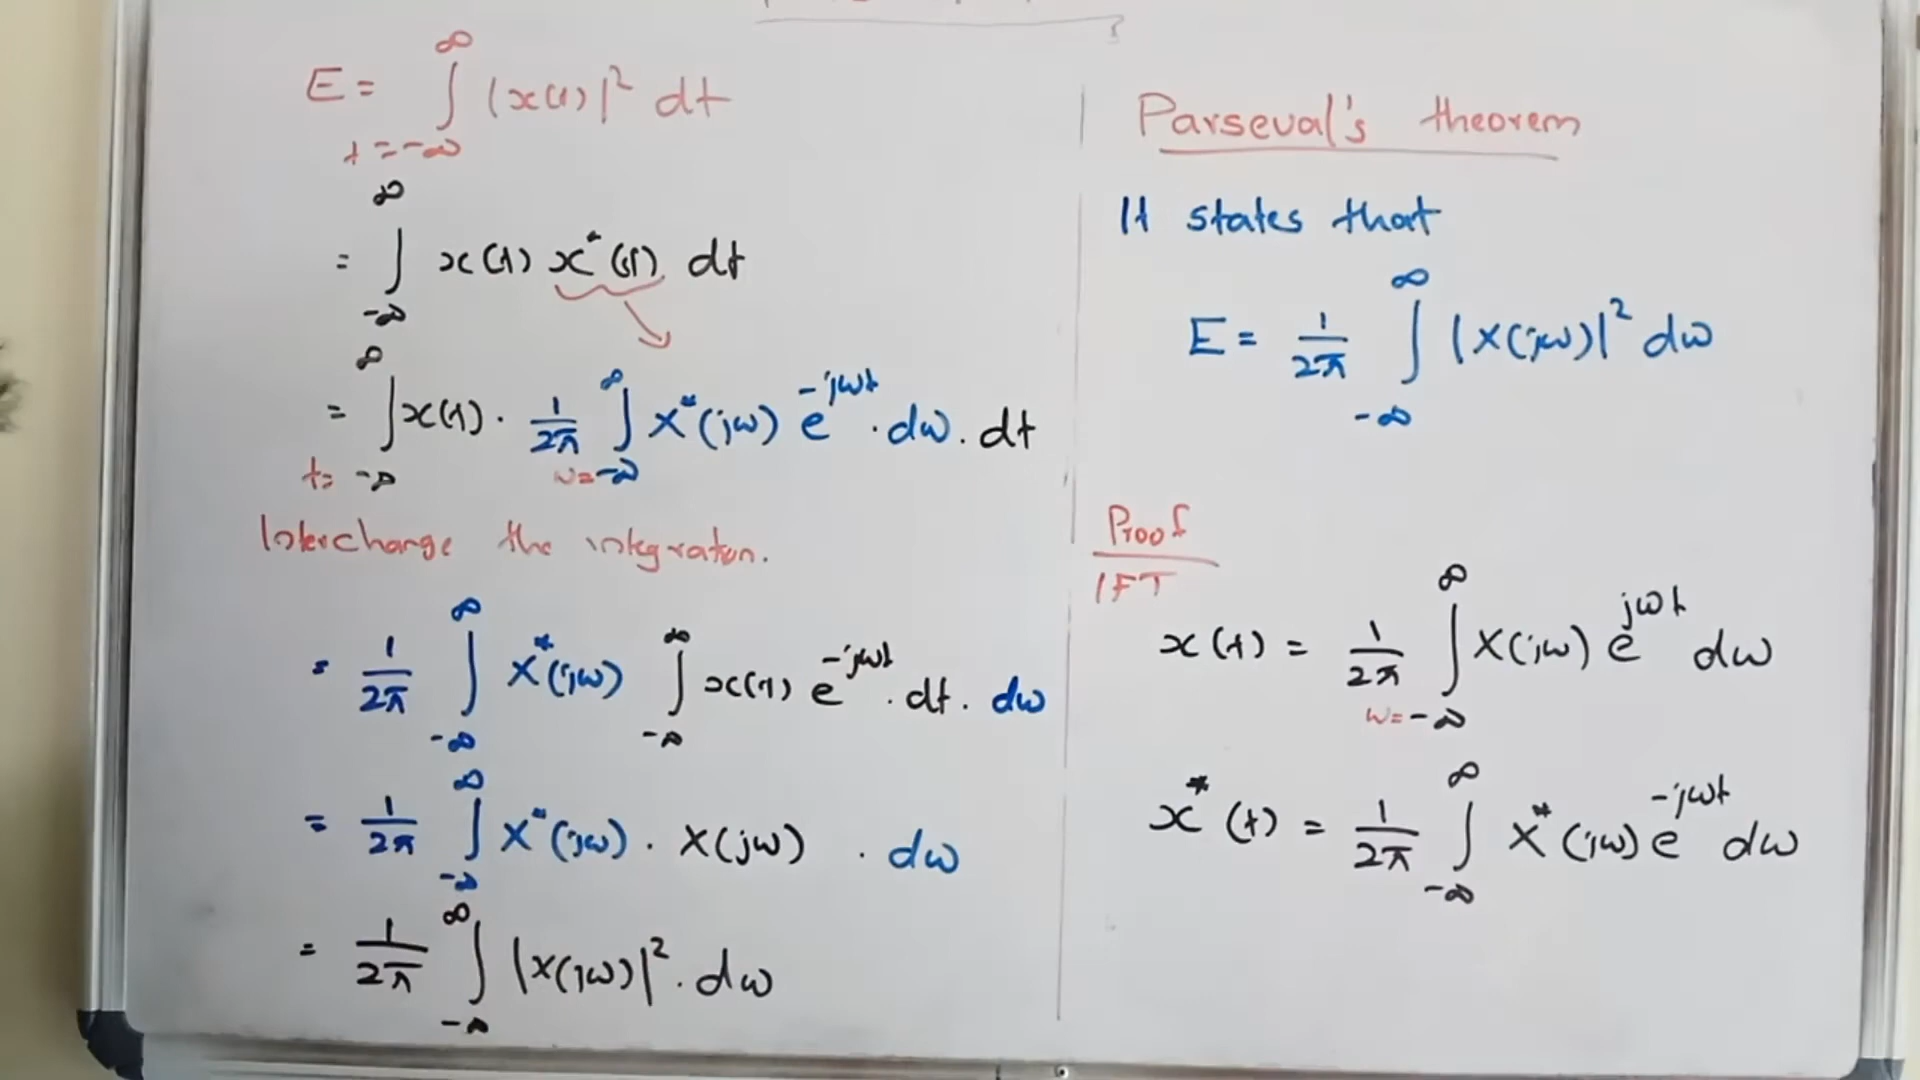 E = ∫_{t=-∞}^{∞} |x(t)|² dt
= ∫_{-∞}^{∞} x(t) x*(t) dt
= ∫_{t=-∞}^{∞} x(t) · 1/2π ∫_{ω=-∞}^{∞} X*(jω) e^{-jωt} · dω · dt
Interchange the integration.
= 1/2π ∫_{-∞}^{∞} X*(jω) ∫_{-∞}^{∞} x(t) e^{-jωt} · dt · dω
= 1/2π ∫_{-∞}^{∞} X*(jω) · X(jω) · dω
= 1/2π ∫_{-∞}^{∞} |X(jω)|² · dω
Parseval's theorem
It states that
E = 1/2π ∫_{-∞}^{∞} |X(jω)|² dω
Proof
IFT
x(t) = 1/2π ∫_{ω=-∞}^{∞} X(jω) e^{jωt} dω
x*(t) = 1/2π ∫_{-∞}^{∞} X*(jω) e^{-jωt} dω